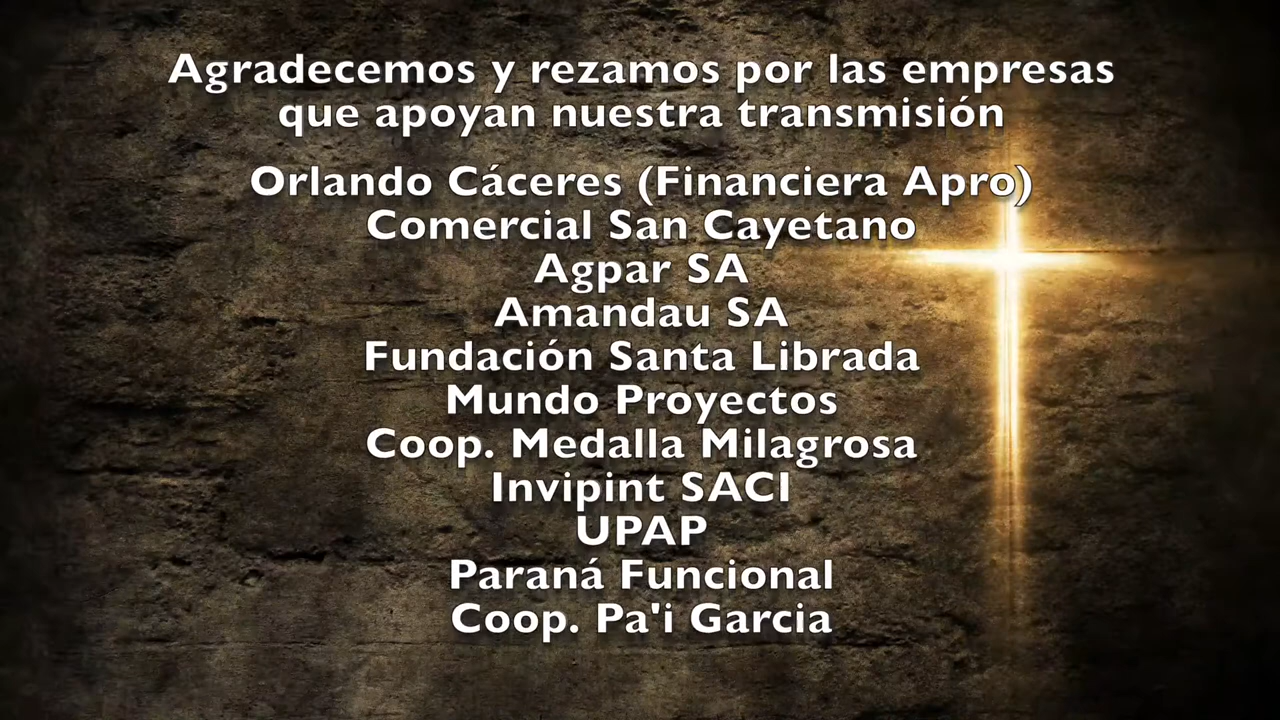 Agradecemos y rezamos por las empresas
que apoyan nuestra transmisión
Orlando Cáceres (Financiera Apro)
Comercial San Cayetano
Agpar SA
Amandau SA
Fundación Santa Librada
Mundo Proyectos
Coop. Medalla Milagrosa
Invipint SACI
UPAP
Paraná Funcional
Coop. Pa'i Garcia